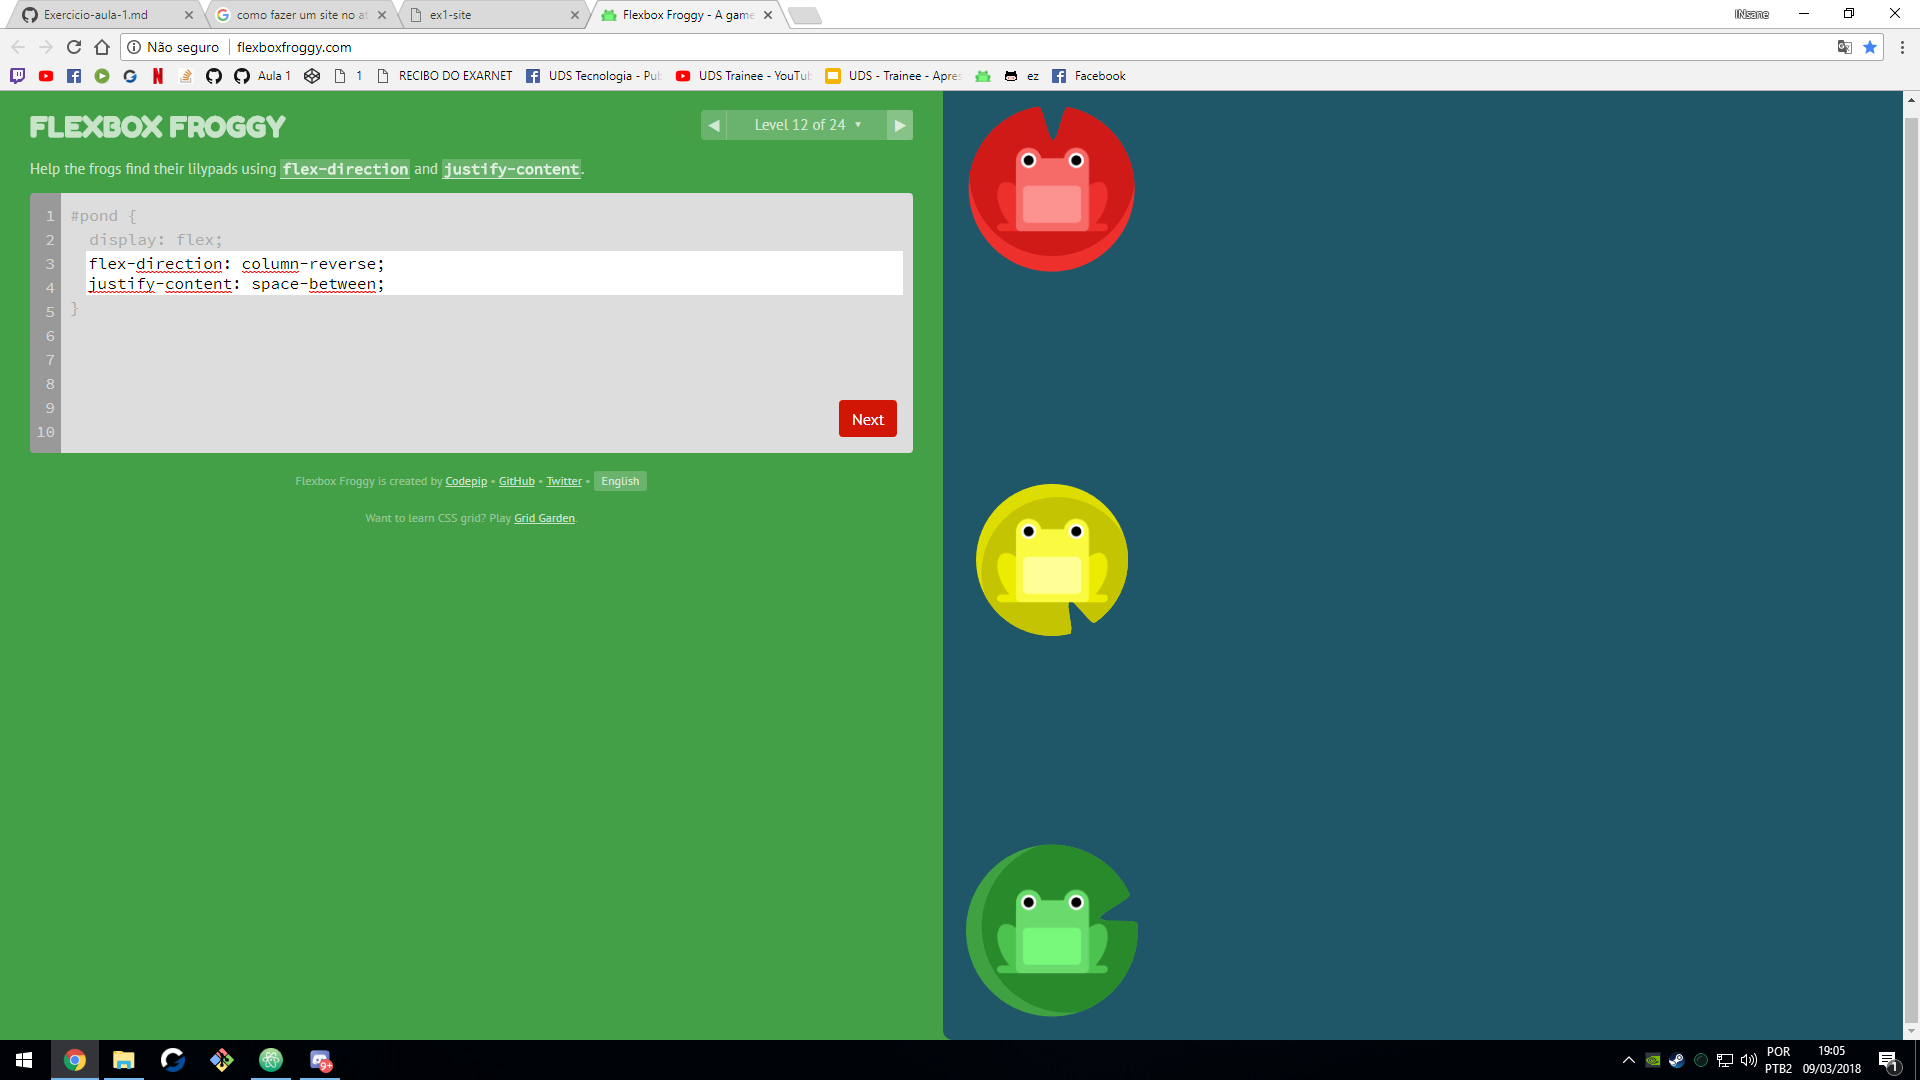 Exercicio-aula-1.md
como fazer um site no at
ex1-site
Flexbox Froggy - A game
INsane
Não seguro
flexboxfroggy.com
Aula 1
1
RECIBO DO EXARNET
UDS Tecnologia - Pub
UDS Trainee - YouTub
UDS - Trainee - Apres
ez
Facebook
FLEXBOX FROGGY
Level 12 of 24
Help the frogs find their lilypads using flex-direction and justify-content.
1 #pond {
2 display: flex;
3 flex-direction: column-reverse;
4 justify-content: space-between;
5 }
6
7
8
9
10
Next
Flexbox Froggy is created by Codepip • GitHub • Twitter • English
Want to learn CSS grid? Play Grid Garden.
9+
POR
PTB2
19:05
09/03/2018
1